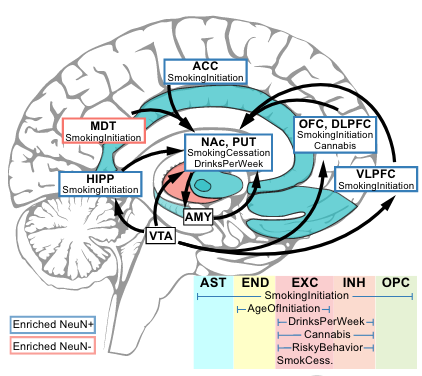 ACC
SmokingInitiation
MDT
SmokingInitiation
NAc, PUT
SmokingCessation
DrinksPerWeek
OFC, DLPFC
SmokingInitiation
Cannabis
HIPP
SmokingInitiation
VLPFC
SmokingInitiation
AMY
VTA
AST END EXC INH OPC
SmokingInitiation
AgeOfInitiation
DrinksPerWeek
Cannabis
RiskyBehavior
SmokCess.
Enriched NeuN+
Enriched NeuN-